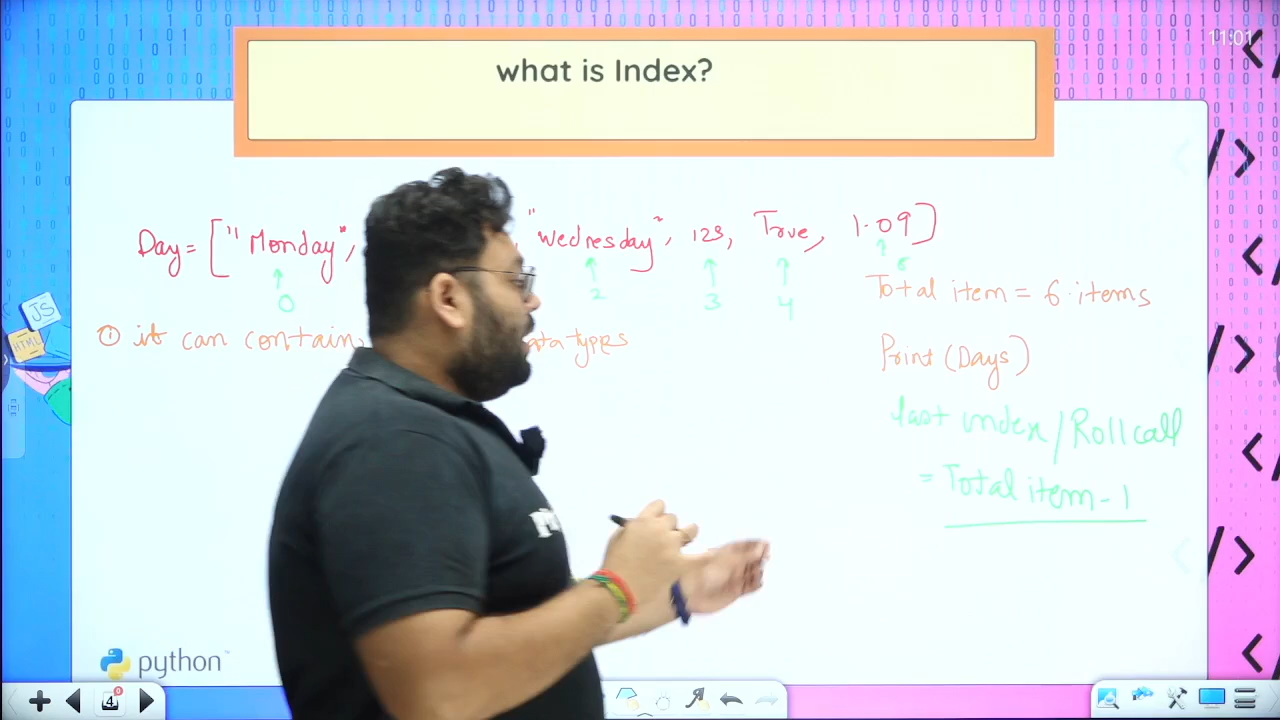 11:01
what is Index?
Day= ["Monday", "Wednesday", 123, True, 1.09]
0 2 3 4
Total item = 6 items
① it can contain data types
Print (Days)
last index / Rollcall
= Total item - 1
JS
HTML
python
4